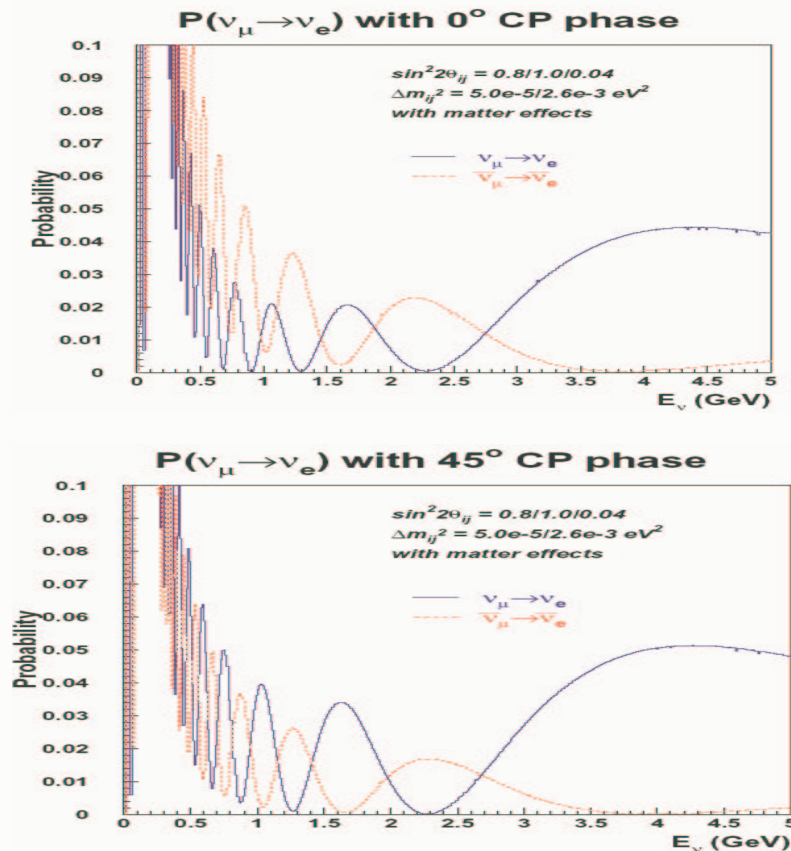 P(νμ→νe) with 0° CP phase
Probability
0.1
0.09
0.08
0.07
0.06
0.05
0.04
0.03
0.02
0.01
0
sin²2θij = 0.8/1.0/0.04
Δmij² = 5.0e-5/2.6e-3 eV²
with matter effects
νμ→νe
ν̅μ→ν̅e
0 0.5 1 1.5 2 2.5 3 3.5 4 4.5 5
Eν (GeV)
P(νμ→νe) with 45° CP phase
Probability
0.1
0.09
0.08
0.07
0.06
0.05
0.04
0.03
0.02
0.01
0
sin²2θij = 0.8/1.0/0.04
Δmij² = 5.0e-5/2.6e-3 eV²
with matter effects
νμ→νe
ν̅μ→ν̅e
0 0.5 1 1.5 2 2.5 3 3.5 4 4.5 5
Eν (GeV)